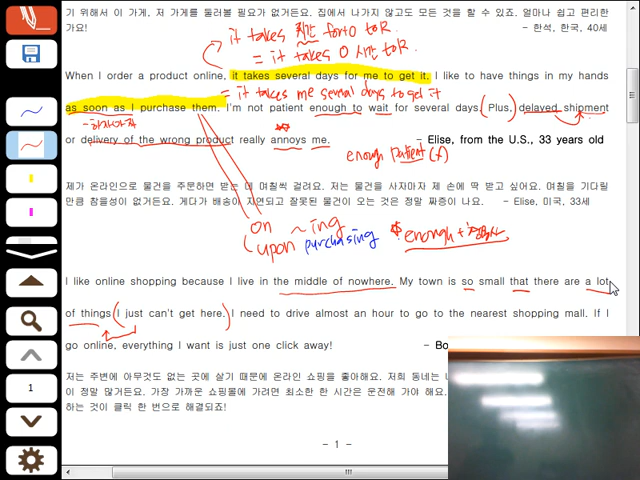 기 위해서 이 가게, 저 가게를 둘러볼 필요가 없거든요. 집에서 나가지 않고도 모든 것을 할 수 있죠. 얼마나 쉽고 편리한
가요! - 한석, 한국, 40세
it takes 시간 for 0 to R
= it takes 0 시간 to R.
When I order a product online, it takes several days for me to get it. I like to have things in my hands
= it takes me several days to get it
as soon as I purchase them. I'm not patient enough to wait for several days. (Plus, delayed shipment
~하자마자
or delivery of the wrong product really annoys me. - Elise, from the U.S., 33 years old
enough patient (x)
제가 온라인으로 물건을 주문하면 받는 데 며칠씩 걸려요. 저는 물건을 사자마자 제 손에 딱 받고 싶어요. 며칠을 기다릴
만큼 참을성이 없거든요. 게다가 배송이 지연되고 잘못된 물건이 오는 것은 정말 짜증이 나요. - Elise, 미국, 33세
on ~ing
upon purchasing
enough +
I like online shopping because I live in the middle of nowhere. My town is so small that there are a lot
of things (I just can't get here.) I need to drive almost an hour to go to the nearest shopping mall. If I
go online, everything I want is just one click away! - Bo
저는 주변에 아무것도 없는 곳에 살기 때문에 온라인 쇼핑을 좋아해요. 저희 동네는 너
이 정말 많거든요. 가장 가까운 쇼핑몰에 가려면 최소한 한 시간은 운전해 가야 해요.
하는 것이 클릭 한 번으로 해결되죠!
- 1 -
1